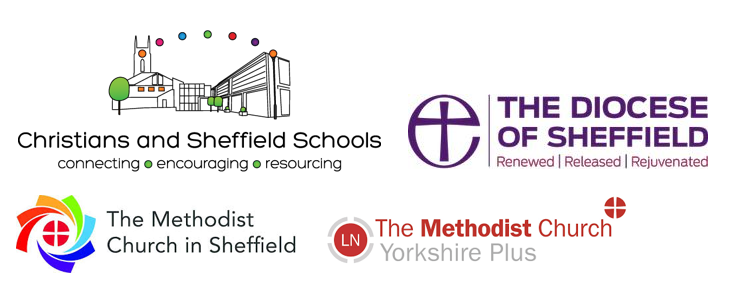 Christians and Sheffield Schools
connecting • encouraging • resourcing
THE DIOCESE
OF SHEFFIELD
Renewed | Released | Rejuvenated
The Methodist
Church in Sheffield
LN
The Methodist Church
Yorkshire Plus